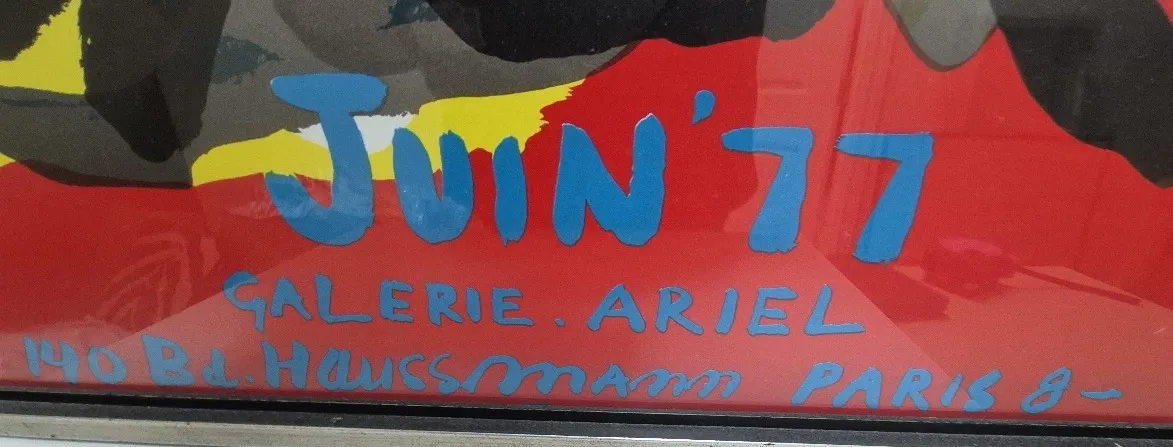 JUIN '77
GALERIE. ARIEL
140 Bd. Haussmann PARIS 8-